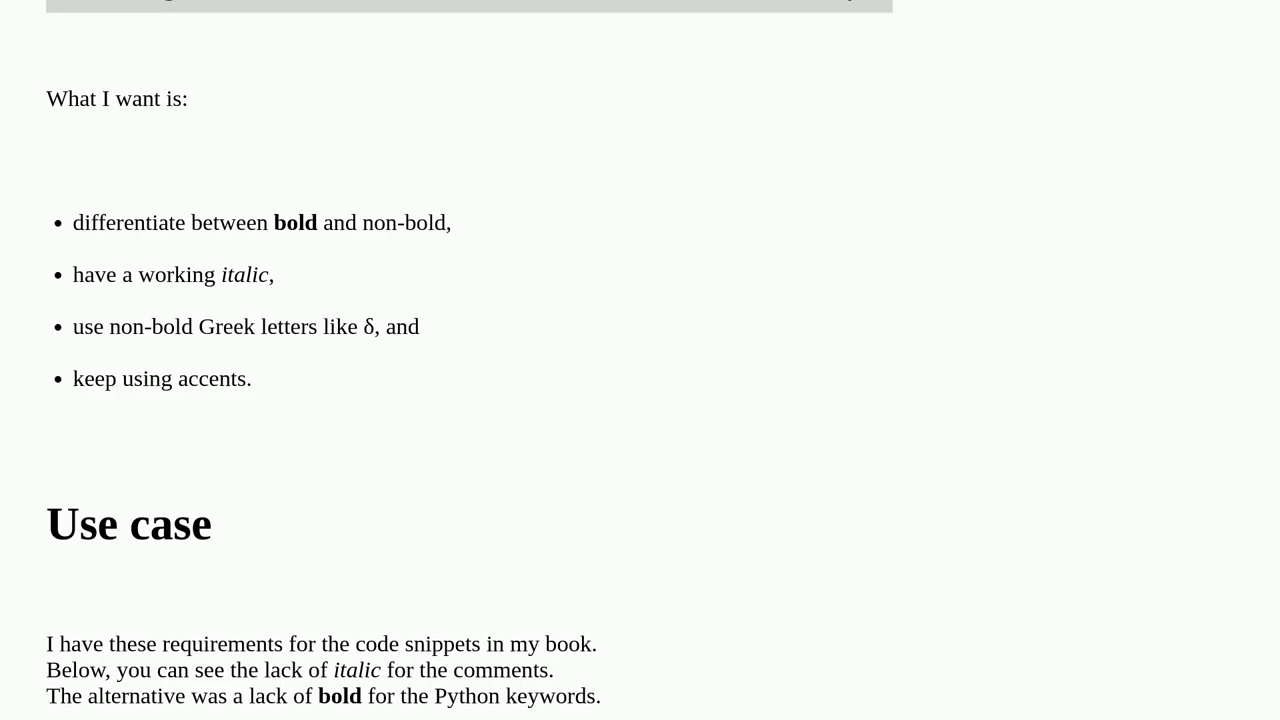 What I want is:
• differentiate between bold and non-bold,
• have a working italic,
• use non-bold Greek letters like δ, and
• keep using accents.
Use case
I have these requirements for the code snippets in my book.
Below, you can see the lack of italic for the comments.
The alternative was a lack of bold for the Python keywords.